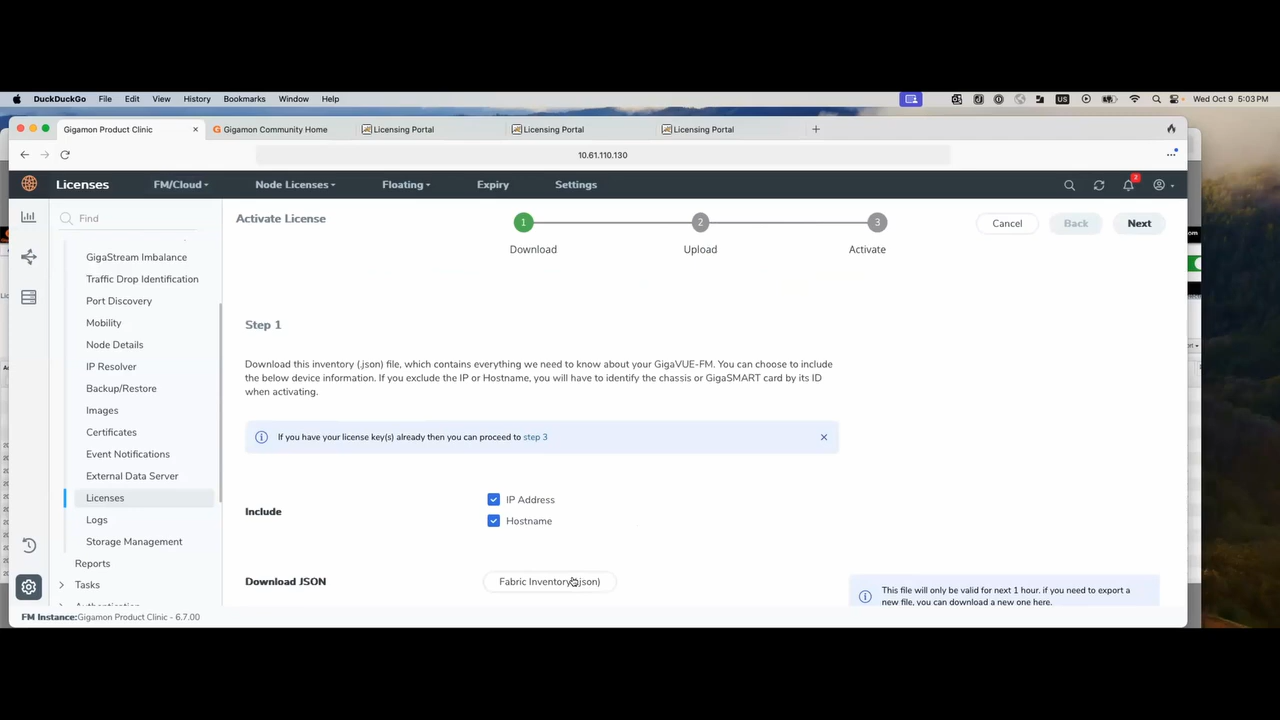 DuckDuckGo File Edit View History Bookmarks Window Help
US
Wed Oct 9 5:03 PM
Gigamon Product Clinic
Gigamon Community Home
Licensing Portal
Licensing Portal
Licensing Portal
10.61.110.130
Licenses
FM/Cloud
Node Licenses
Floating
Expiry
Settings
2
Find
Activate License
1
2
3
Download
Upload
Activate
Cancel
Back
Next
GigaStream Imbalance
Traffic Drop Identification
Port Discovery
Mobility
Node Details
IP Resolver
Backup/Restore
Images
Certificates
Event Notifications
External Data Server
Licenses
Logs
Storage Management
Reports
Tasks
Step 1
Download this inventory (.json) file, which contains everything we need to know about your GigaVUE-FM. You can choose to include
the below device information. If you exclude the IP or Hostname, you will have to identify the chassis or GigaSMART card by its ID
when activating.
If you have your license key(s) already then you can proceed to step 3
Include
IP Address
Hostname
Download JSON
Fabric Inventory(.json)
This file will only be valid for next 1 hour. if you need to export a
new file, you can download a new one here.
FM Instance:Gigamon Product Clinic - 6.7.00